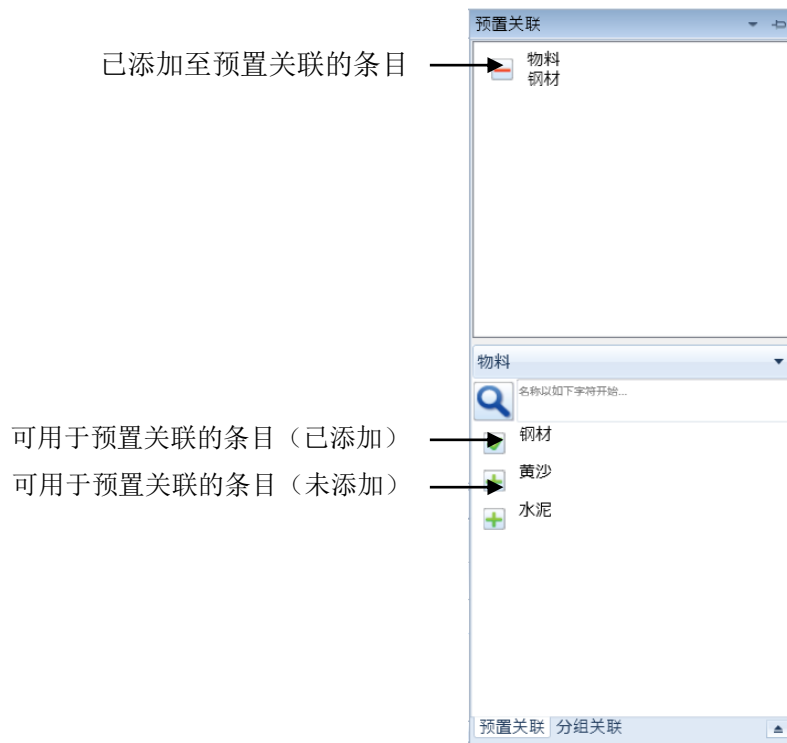 预置关联
已添加至预置关联的条目
物料
钢材
物料
名称以如下字符开始...
可用于预置关联的条目（已添加）
钢材
可用于预置关联的条目（未添加）
黄沙
水泥
预置关联 分组关联